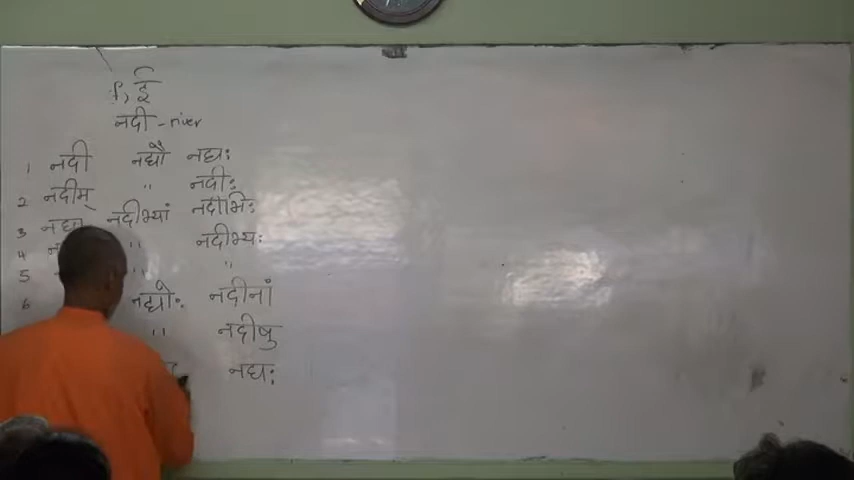 f, ई
नदी - river
1 नदी नद्यौ नद्यः
2 नदीम् " नदीः
3 नद्या नदीभ्यां नदीभिः
4 " नदीभ्यः
5 " "
6 नद्योः नदीनां
" नदीषु
नद्यः